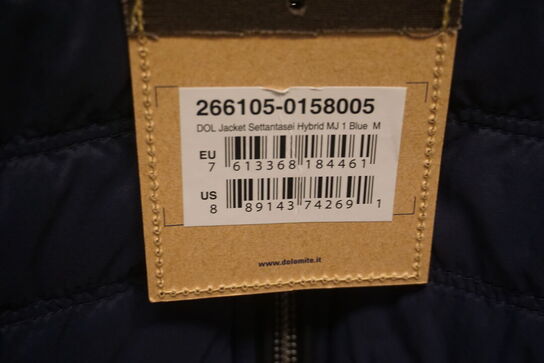 266105-0158005
DOL Jacket Settantasei Hybrid MJ 1 Blue M
EU
7 613368 184461
US
8 89143 74269 1
www.dolomite.it